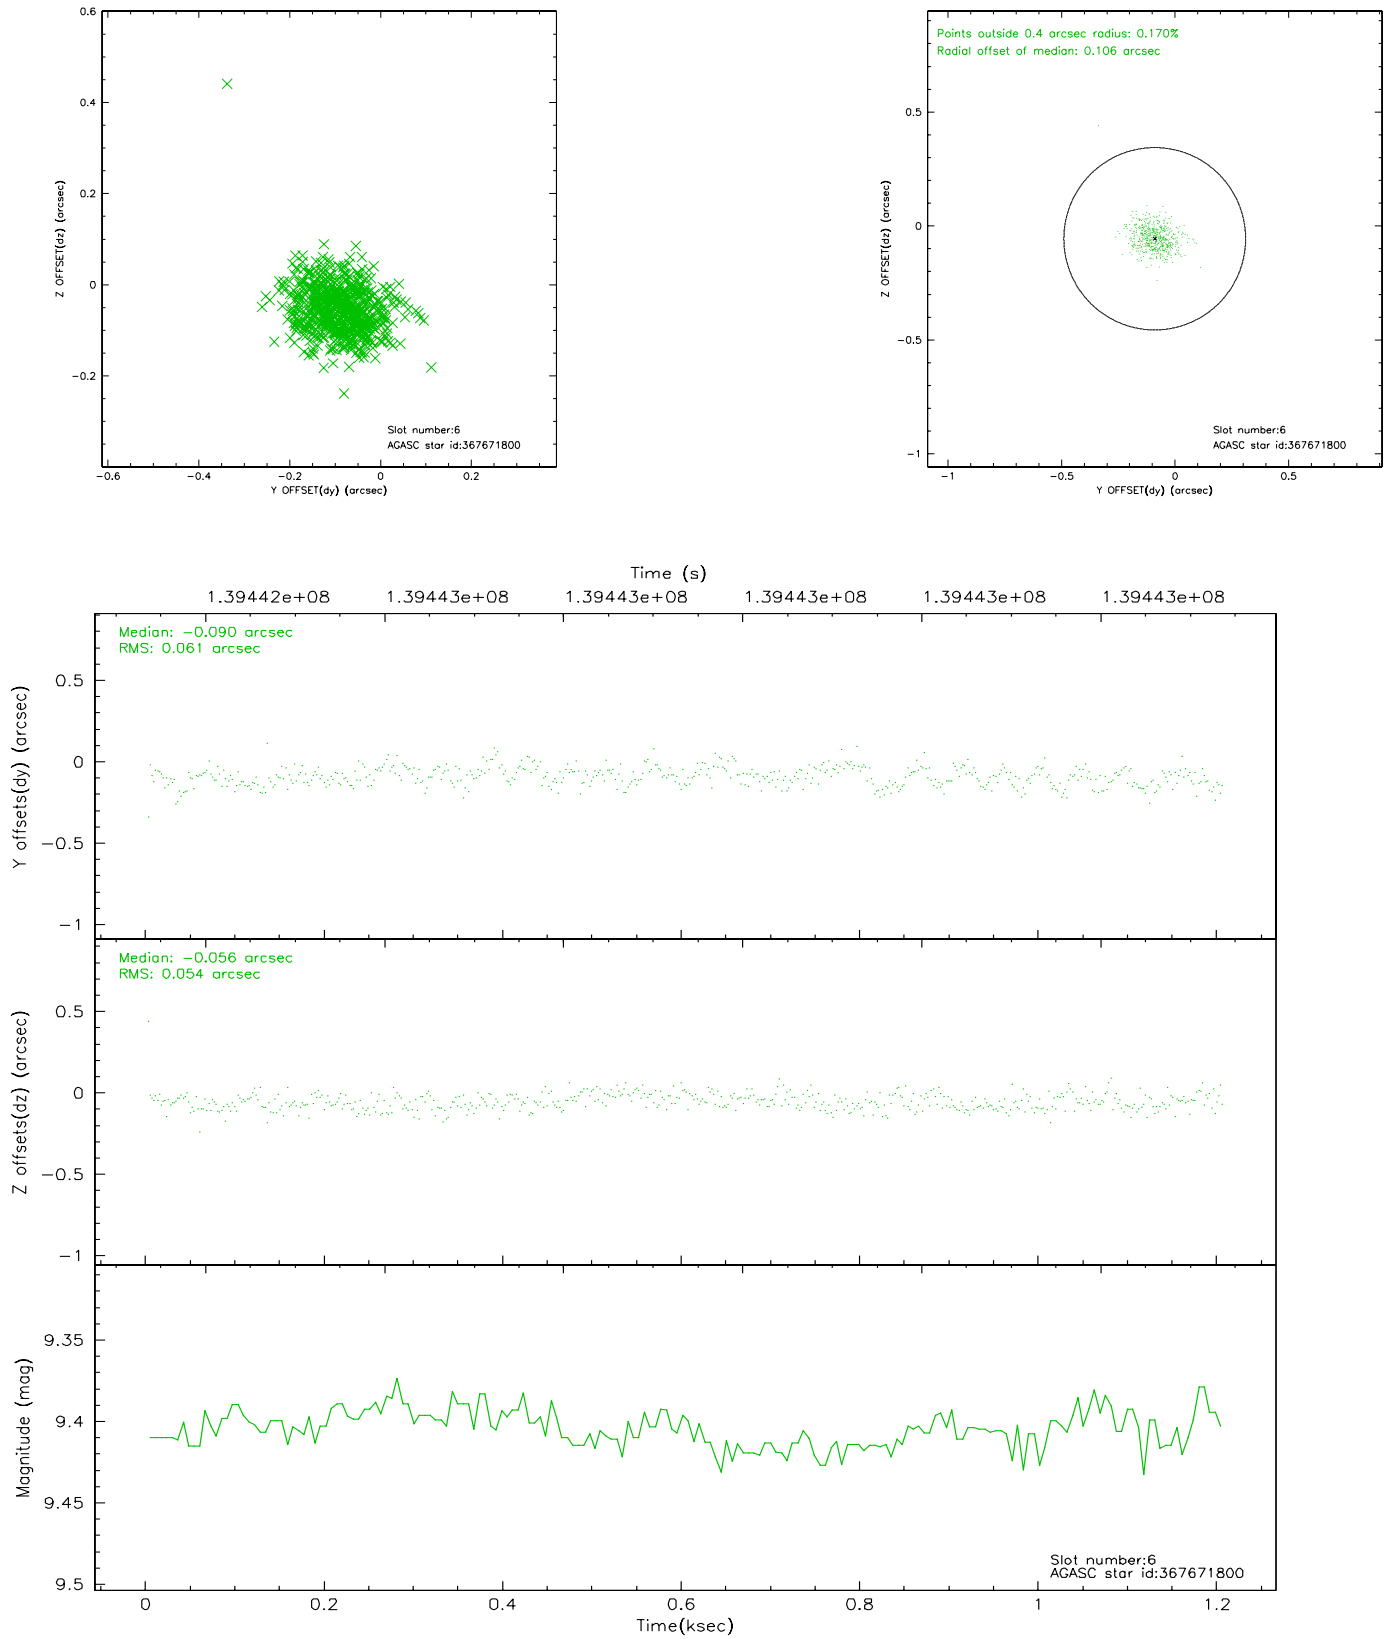 0.6
0.4
0.2
0
−0.2
Z OFFSET(dz) (arcsec)
Slot number:6
AGASC star id:367671800
−0.6 −0.4 −0.2 0 0.2
Y OFFSET(dy) (arcsec)
Points outside 0.4 arcsec radius: 0.170%
Radial offset of median: 0.106 arcsec
0.5
0
−0.5
−1
Z OFFSET(dz) (arcsec)
Slot number:6
AGASC star id:367671800
−1 −0.5 0 0.5
Y OFFSET(dy) (arcsec)
Time (s)
1.39442e+08 1.39443e+08 1.39443e+08 1.39443e+08 1.39443e+08 1.39443e+08
Median: −0.090 arcsec
RMS: 0.061 arcsec
0.5
0
−0.5
−1
Y offsets(dy) (arcsec)
Median: −0.056 arcsec
RMS: 0.054 arcsec
0.5
0
−0.5
−1
Z offsets(dz) (arcsec)
9.35
9.4
9.45
9.5
Magnitude (mag)
Slot number:6
AGASC star id:367671800
0 0.2 0.4 0.6 0.8 1 1.2
Time(ksec)